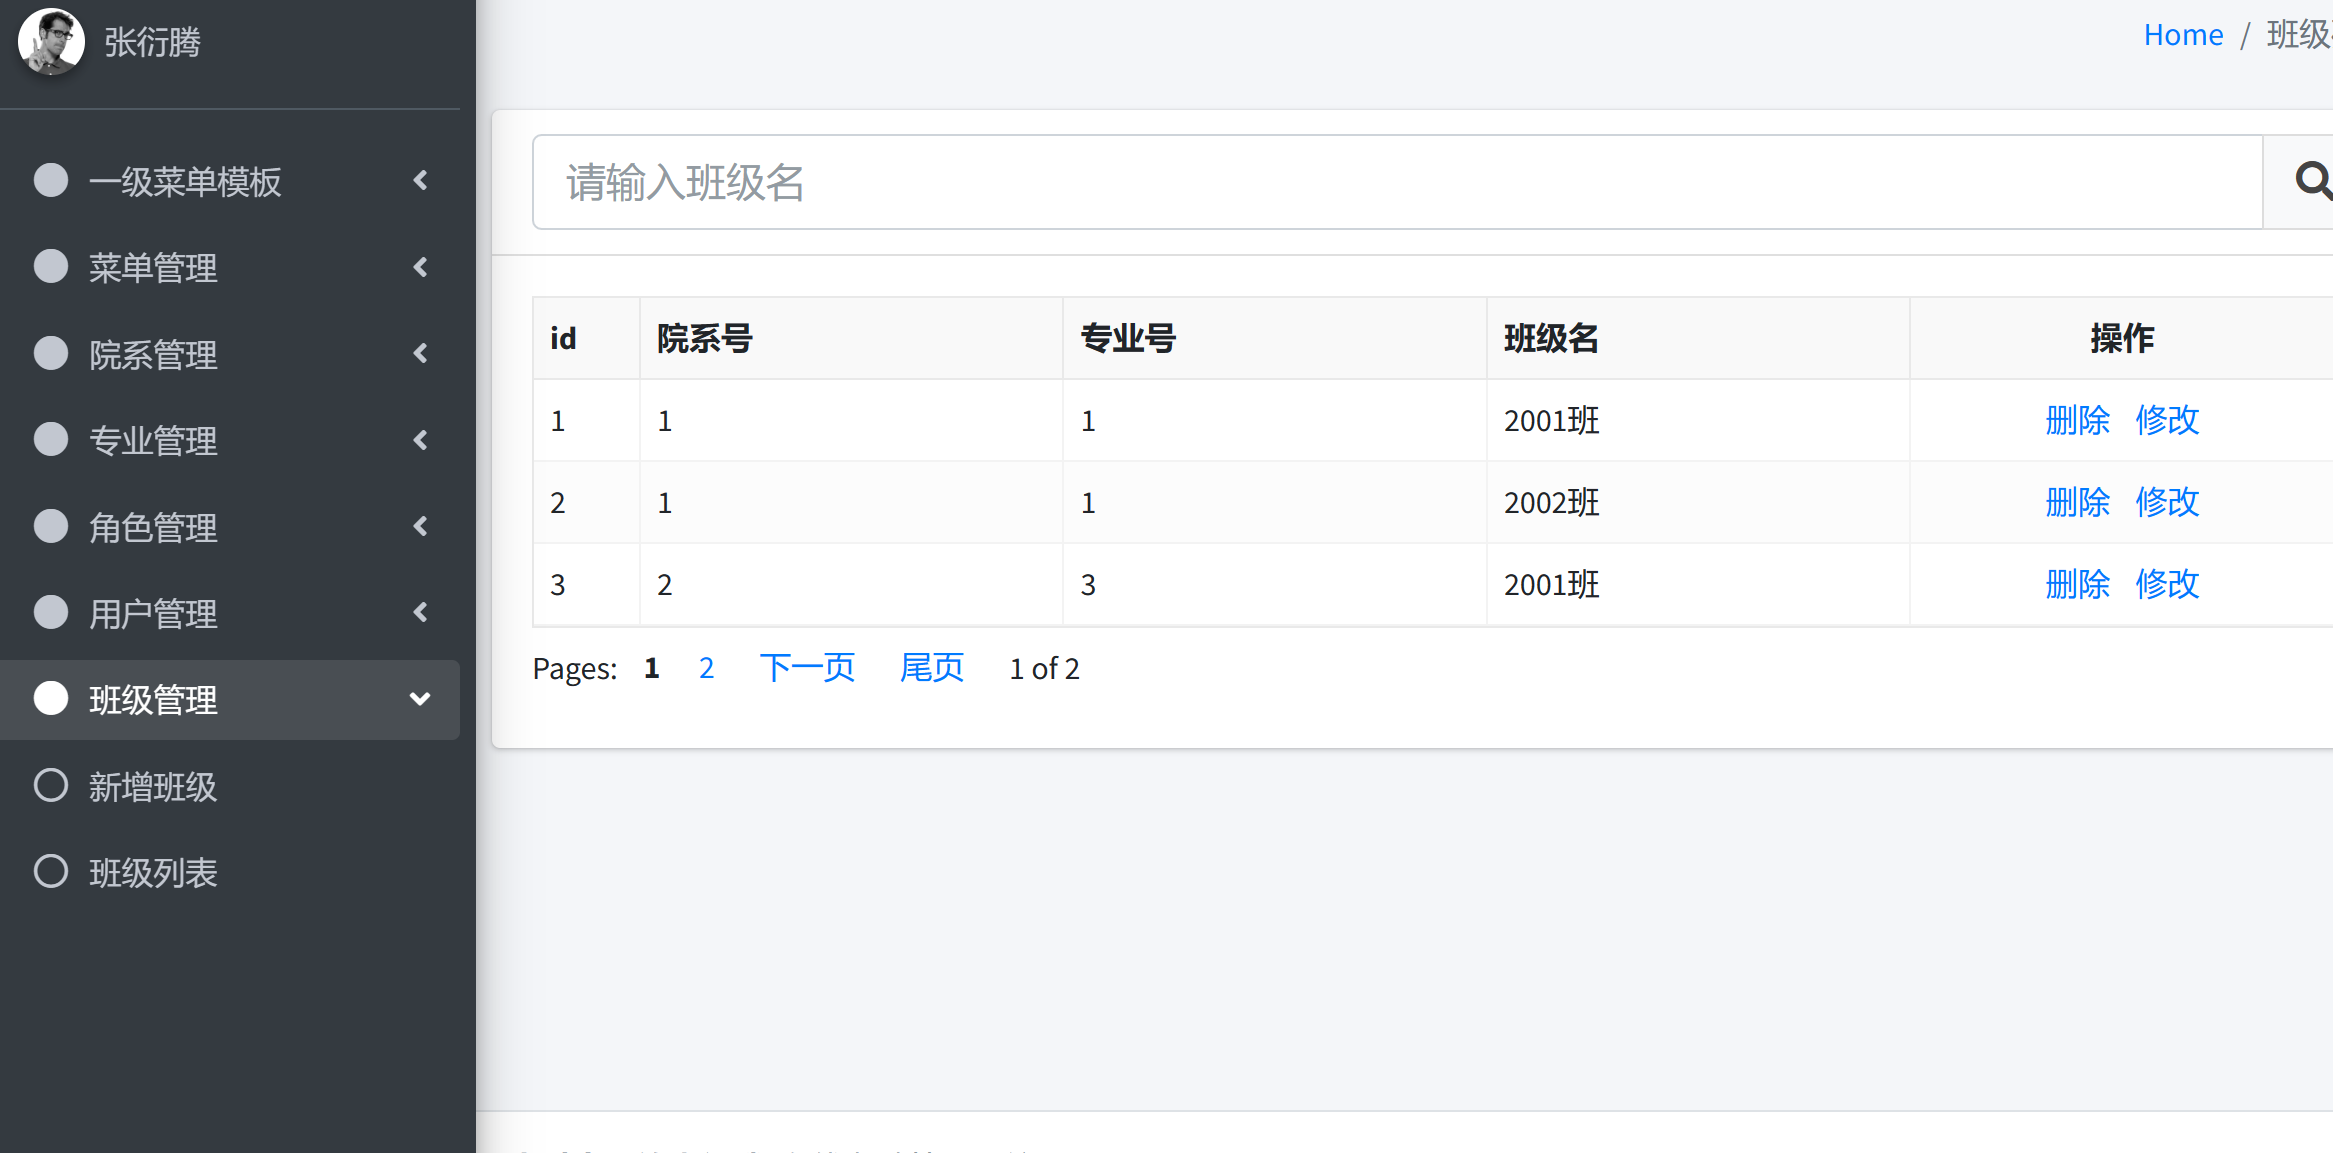 张衍腾
Home / 班级
一级菜单模板
菜单管理
院系管理
专业管理
角色管理
用户管理
班级管理
新增班级
班级列表
请输入班级名
id 院系号 专业号 班级名 操作
1 1 1 2001班 删除 修改
2 1 1 2002班 删除 修改
3 2 3 2001班 删除 修改
Pages: 1 2 下一页 尾页 1 of 2